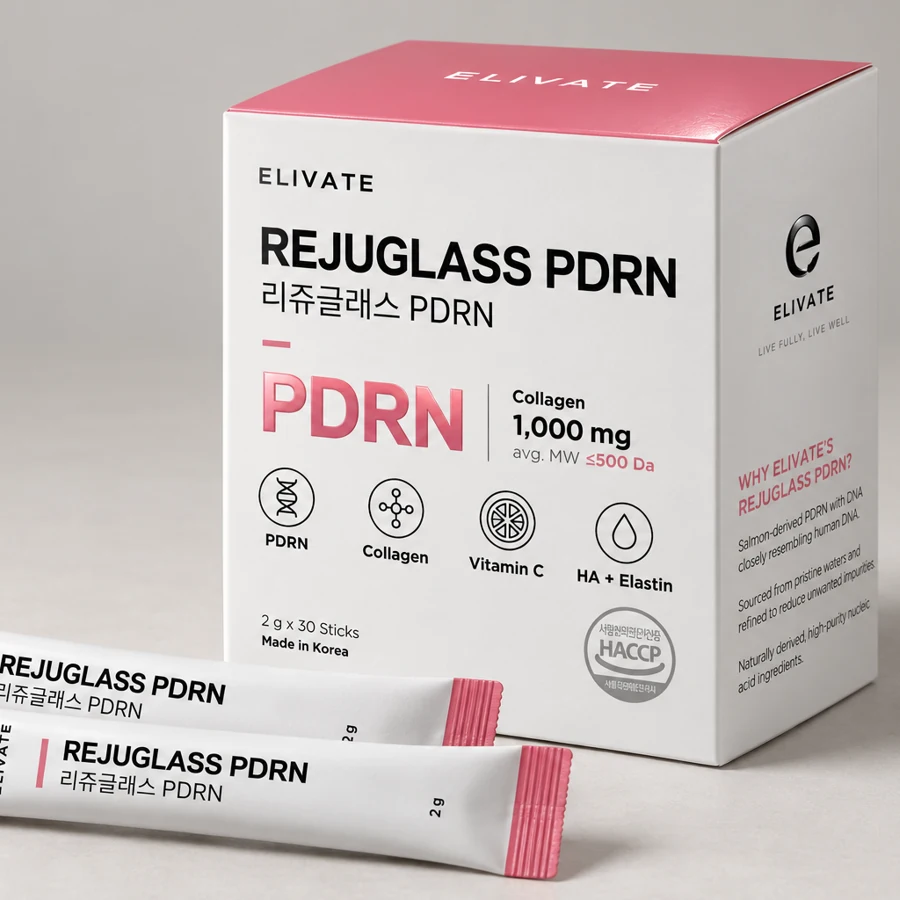 ELIVATE
ELIVATE
REJUGLASS PDRN
리쥬글래스 PDRN
PDRN
Collagen
1,000 mg
avg. MW ≤500 Da
PDRN
Collagen
Vitamin C
HA + Elastin
2 g x 30 Sticks
Made in Korea
HACCP
e
ELIVATE
LIVE FULLY, LIVE WELL
WHY ELIVATE'S
REJUGLASS PDRN?
Salmon-derived PDRN with DNA
closely resembling human DNA.
Sourced from pristine waters and
refined to reduce unwanted impurities.
Naturally derived, high-purity nucleic
acid ingredients.
REJUGLASS PDRN
리쥬글래스 PDRN
2g
ELIVATE
REJUGLASS PDRN
리쥬글래스 PDRN
2g